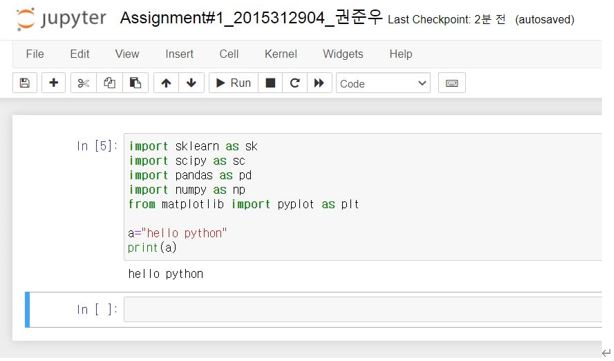 jupyter Assignment#1_2015312904_권준우 Last Checkpoint: 2분 전 (autosaved)
File Edit View Insert Cell Kernel Widgets Help
Run Code
In [5]: import sklearn as sk
import scipy as sc
import pandas as pd
import numpy as np
from matplotlib import pyplot as plt
a="hello python"
print(a)
hello python
In [ ]: